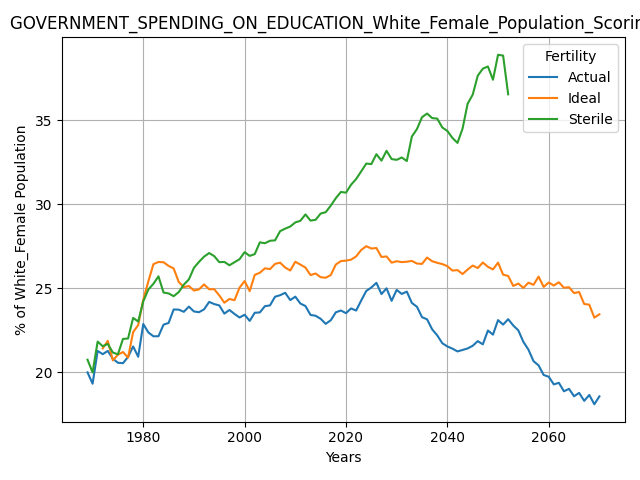 GOVERNMENT_SPENDING_ON_EDUCATION_White_Female_Population_Scorin
Fertility
Actual
Ideal
Sterile
% of White_Female Population
35
30
25
20
1980
2000
2020
2040
2060
Years